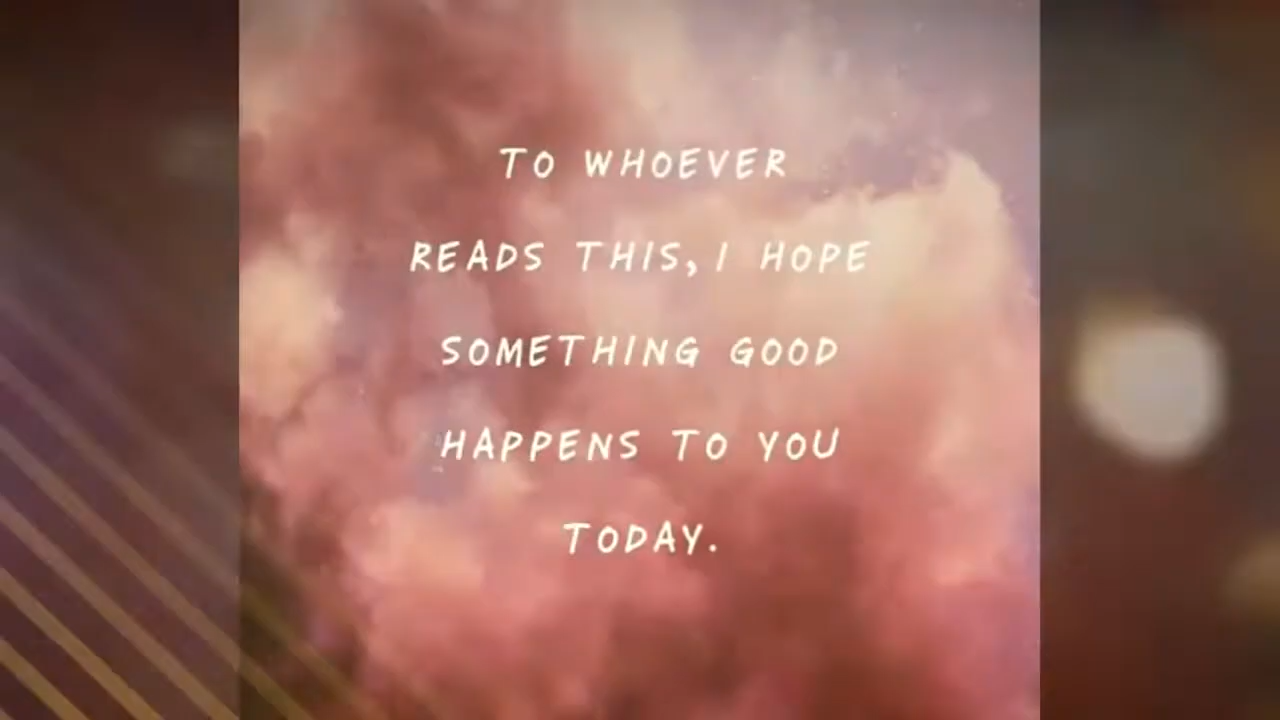 TO WHOEVER
READS THIS, I HOPE
SOMETHING GOOD
HAPPENS TO YOU
TODAY.